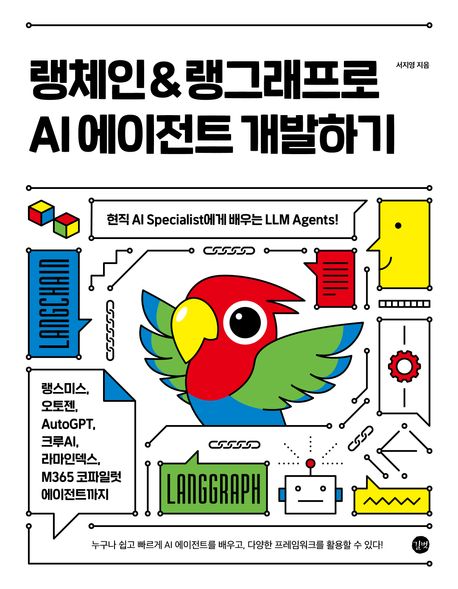 서지영 지음
랭체인&랭그래프로
AI 에이전트 개발하기
현직 AI Specialist에게 배우는 LLM Agents!
LANGCHAIN
랭스미스,
오토젠,
AutoGPT,
크루AI,
라마인덱스,
M365 코파일럿
에이전트까지
LANGGRAPH
누구나 쉽고 빠르게 AI 에이전트를 배우고, 다양한 프레임워크를 활용할 수 있다!
길벗